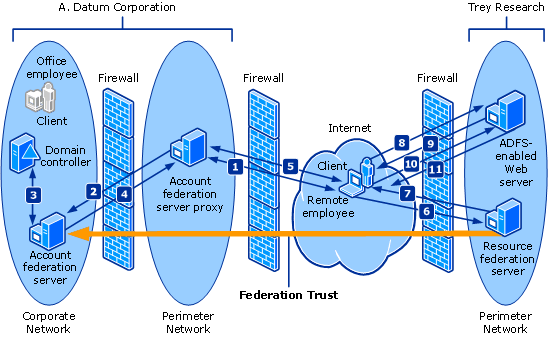 A. Datum Corporation
Trey Research
Office
employee
Client
Firewall
Firewall
Firewall
Internet
Domain
controller
Account
federation
server proxy
Client
Remote
employee
ADFS-
enabled
Web
server
Account
federation
server
Resource
federation
server
Federation Trust
Corporate
Network
Perimeter
Network
Perimeter
Network
1
2
3
4
5
6
7
8
9
10
11